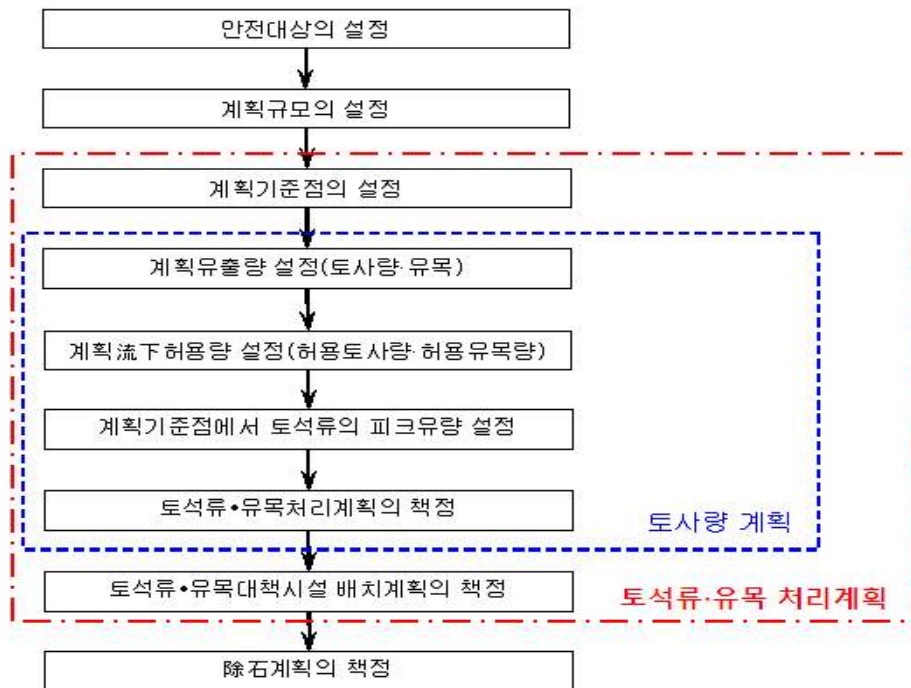 안전대상의 설정
계획규모의 설정
계획기준점의 설정
계획유출량 설정(토사량·유목)
계획流下허용량 설정(허용토사량·허용유목량)
계획기준점에서 토석류의 피크유량 설정
토석류•유목처리계획의 책정
토사량 계획
토석류•유목대책시설 배치계획의 책정
토석류·유목 처리계획
除石계획의 책정